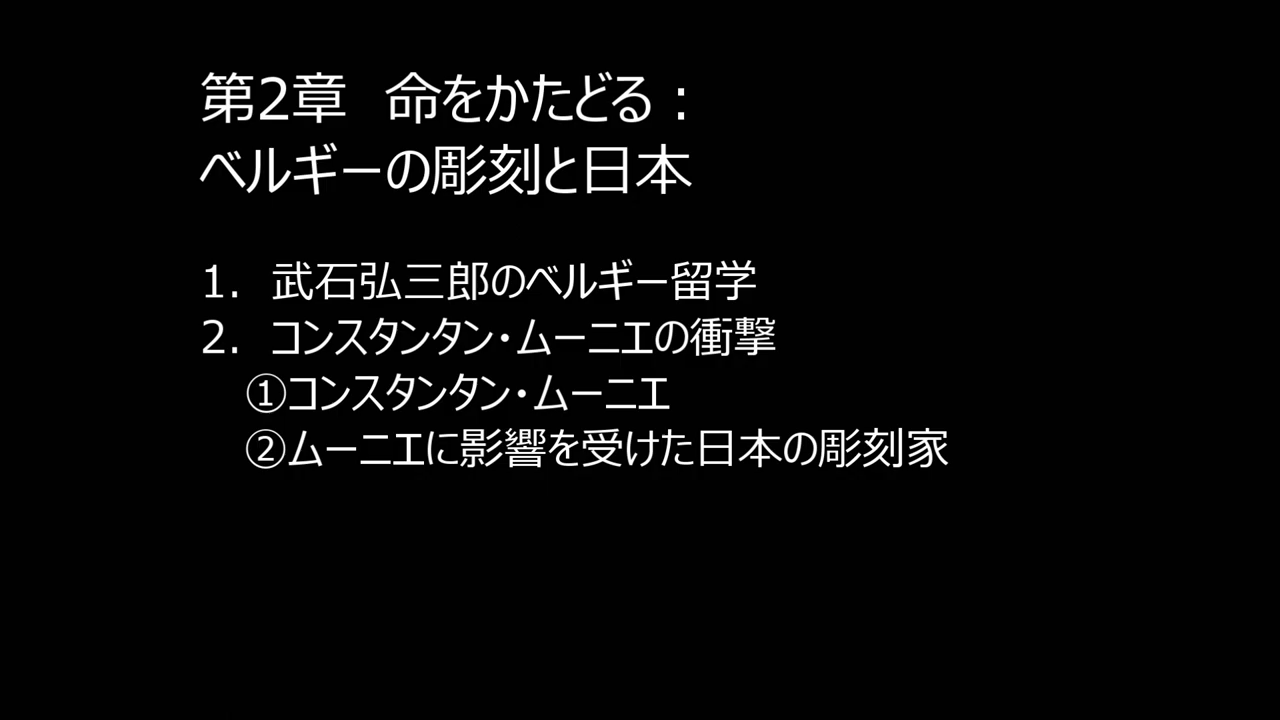 第2章　命をかたどる：
ベルギーの彫刻と日本
1．武石弘三郎のベルギー留学
2．コンスタンタン・ムーニエの衝撃
①コンスタンタン・ムーニエ
②ムーニエに影響を受けた日本の彫刻家